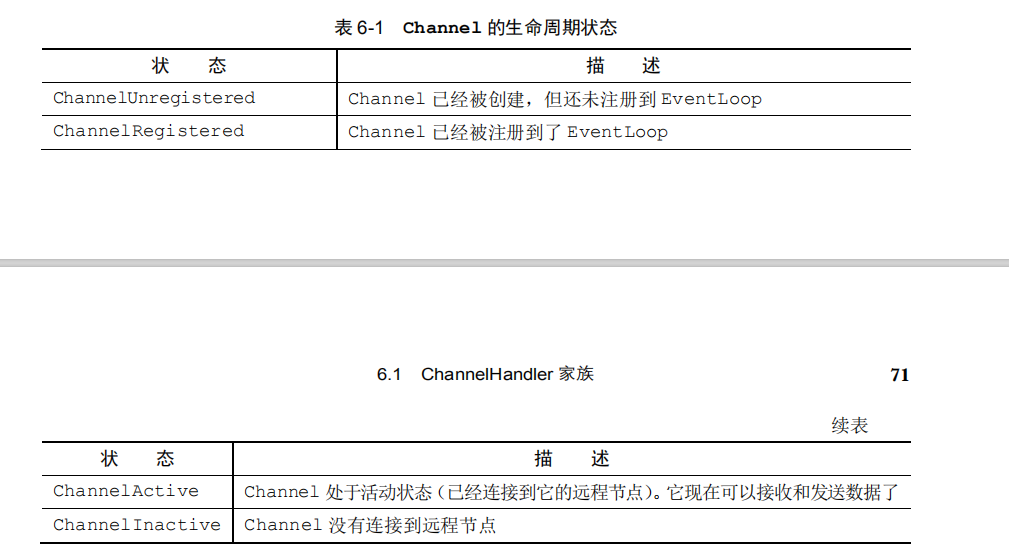 表 6-1 Channel 的生命周期状态
状 态 描 述
ChannelUnregistered Channel 已经被创建，但还未注册到 EventLoop
ChannelRegistered Channel 已经被注册到了 EventLoop
6.1 ChannelHandler 家族 71
续表
状 态 描 述
ChannelActive Channel 处于活动状态（已经连接到它的远程节点）。它现在可以接收和发送数据了
ChannelInactive Channel 没有连接到远程节点